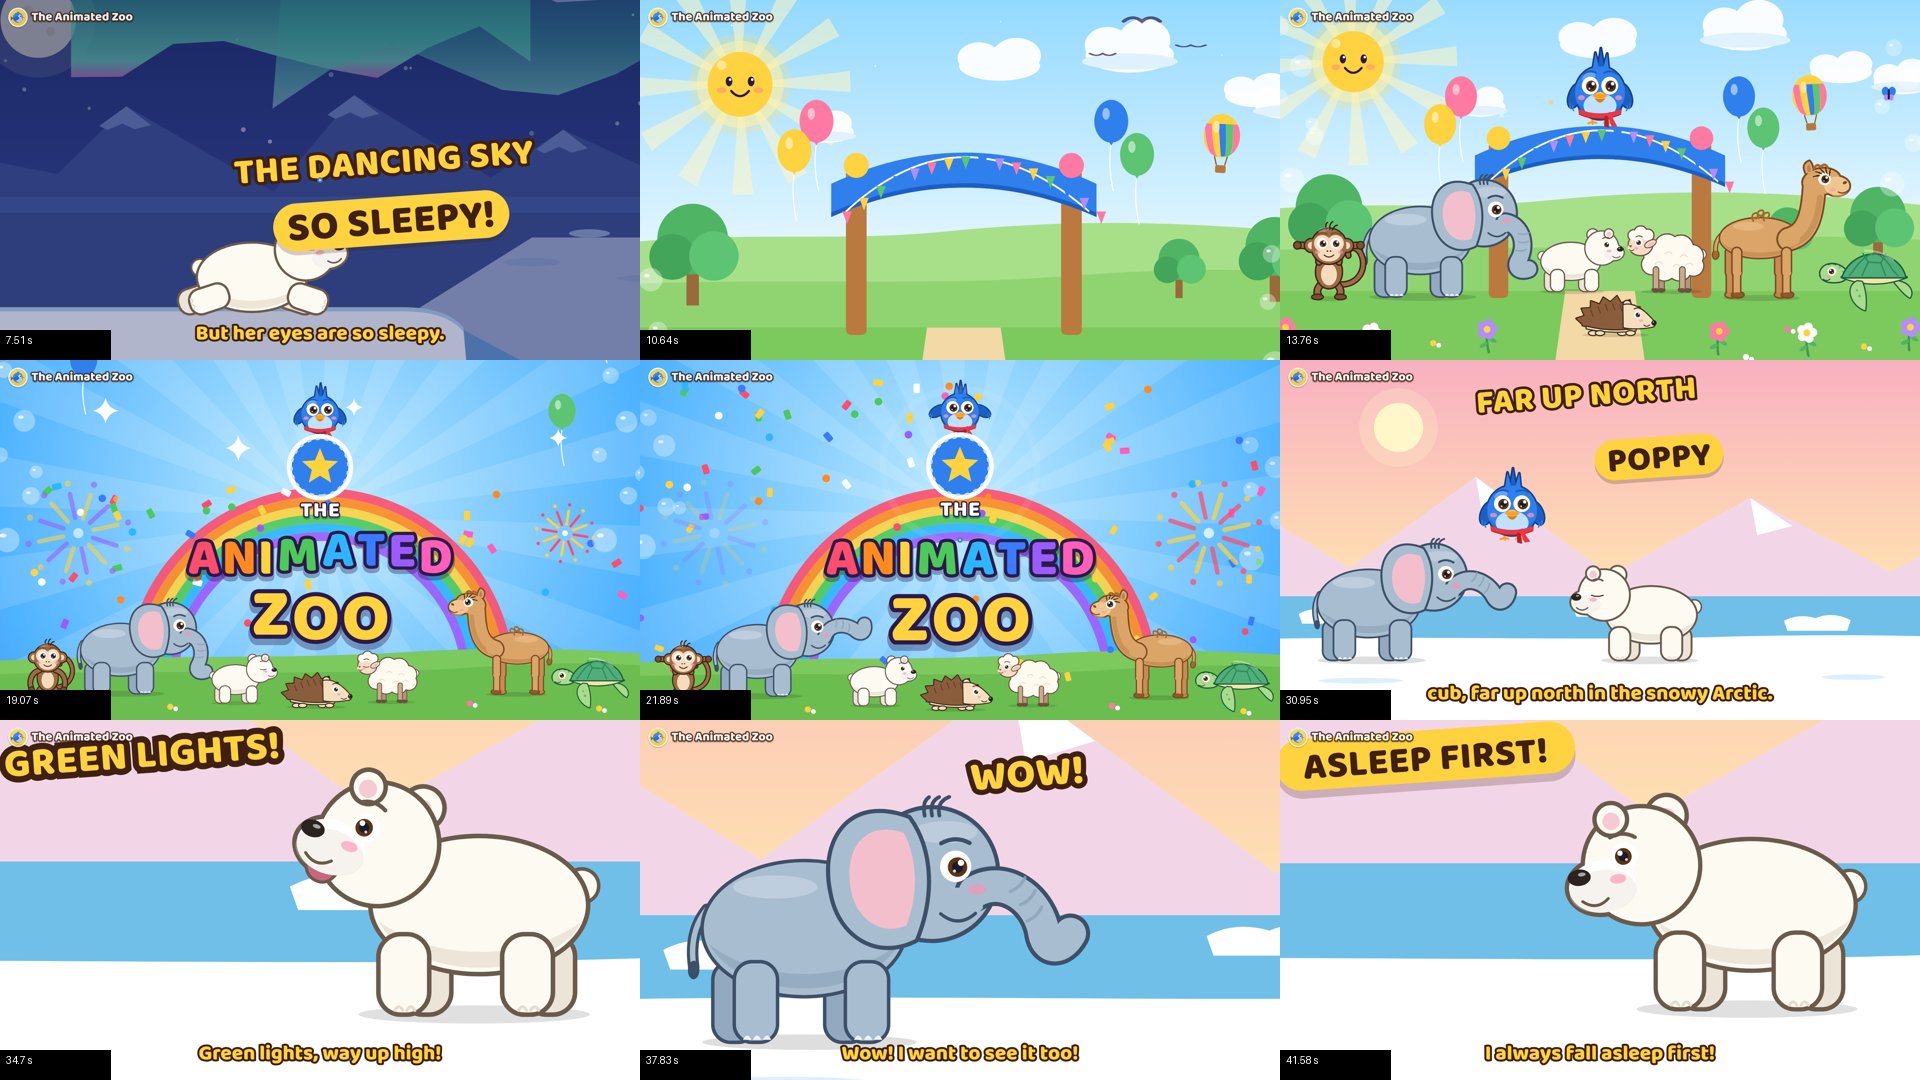 The Animated Zoo
THE DANCING SKY
SO SLEEPY!
But her eyes are so sleepy.
7.51 s
The Animated Zoo
10.64 s
The Animated Zoo
13.76 s
The Animated Zoo
THE
ANIMATED
ZOO
19.07 s
The Animated Zoo
THE
ANIMATED
ZOO
21.89 s
The Animated Zoo
FAR UP NORTH
POPPY
cub, far up north in the snowy Arctic.
30.95 s
The Animated Zoo
GREEN LIGHTS!
Green lights, way up high!
34.7 s
The Animated Zoo
WOW!
Wow! I want to see it too!
37.83 s
The Animated Zoo
ASLEEP FIRST!
I always fall asleep first!
41.58 s